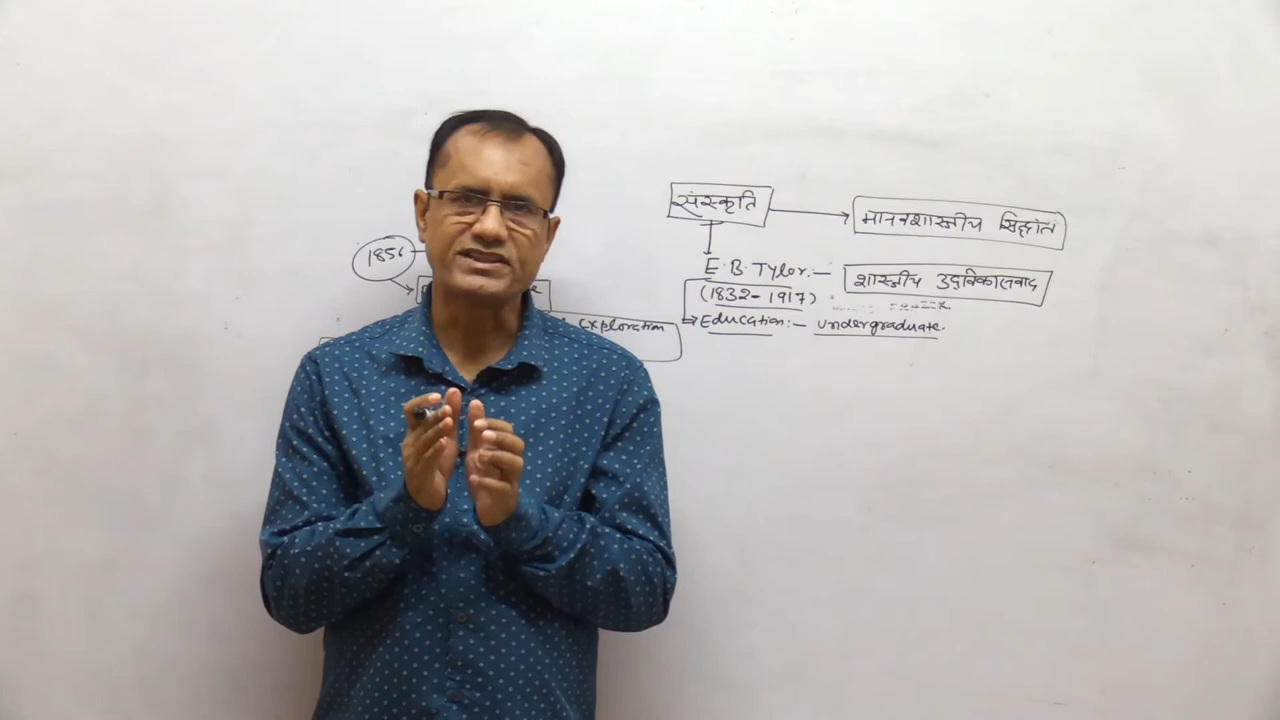 संस्कृति
मानवशास्त्रीय सिद्धांत
E. B. Tylor:—
शास्त्रीय उद्विकासवाद
(1832-1917)
⇒ Education:— undergraduate.
1856
exploration